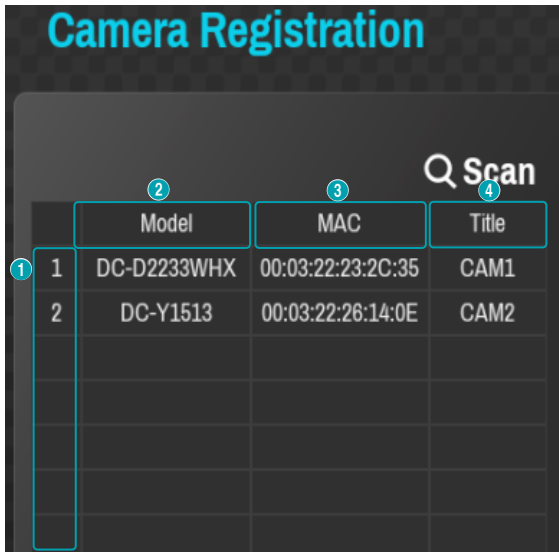 Camera Registration
Scan
2 3 4
Model MAC Title
1
1 DC-D2233WHX 00:03:22:23:2C:35 CAM1
2 DC-Y1513 00:03:22:26:14:0E CAM2